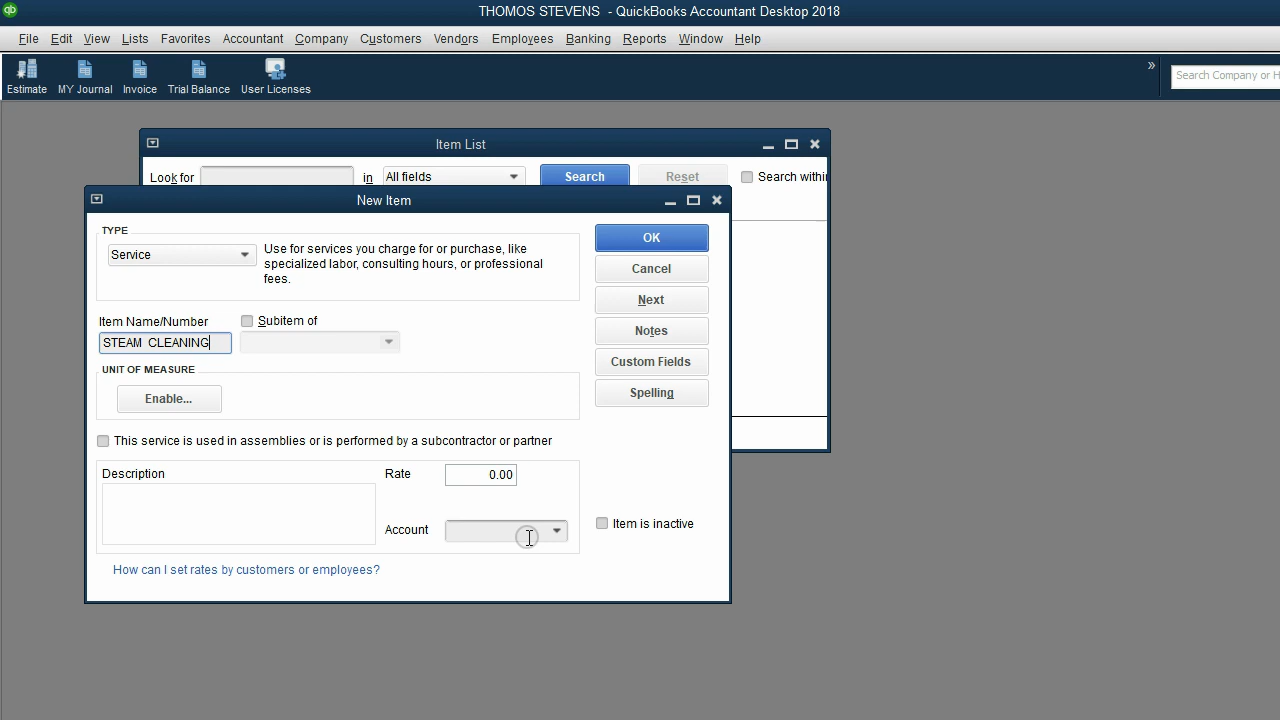 THOMOS STEVENS - QuickBooks Accountant Desktop 2018
File Edit View Lists Favorites Accountant Company Customers Vendors Employees Banking Reports Window Help
Estimate MY Journal Invoice Trial Balance User Licenses
» Search Company or H
Item List
Look for in All fields Search Reset Search within
New Item
TYPE
Service
Use for services you charge for or purchase, like
specialized labor, consulting hours, or professional
fees.
OK
Cancel
Next
Notes
Custom Fields
Spelling
Item Name/Number Subitem of
STEAM CLEANING
UNIT OF MEASURE
Enable...
This service is used in assemblies or is performed by a subcontractor or partner
Description Rate 0.00
Account
Item is inactive
How can I set rates by customers or employees?